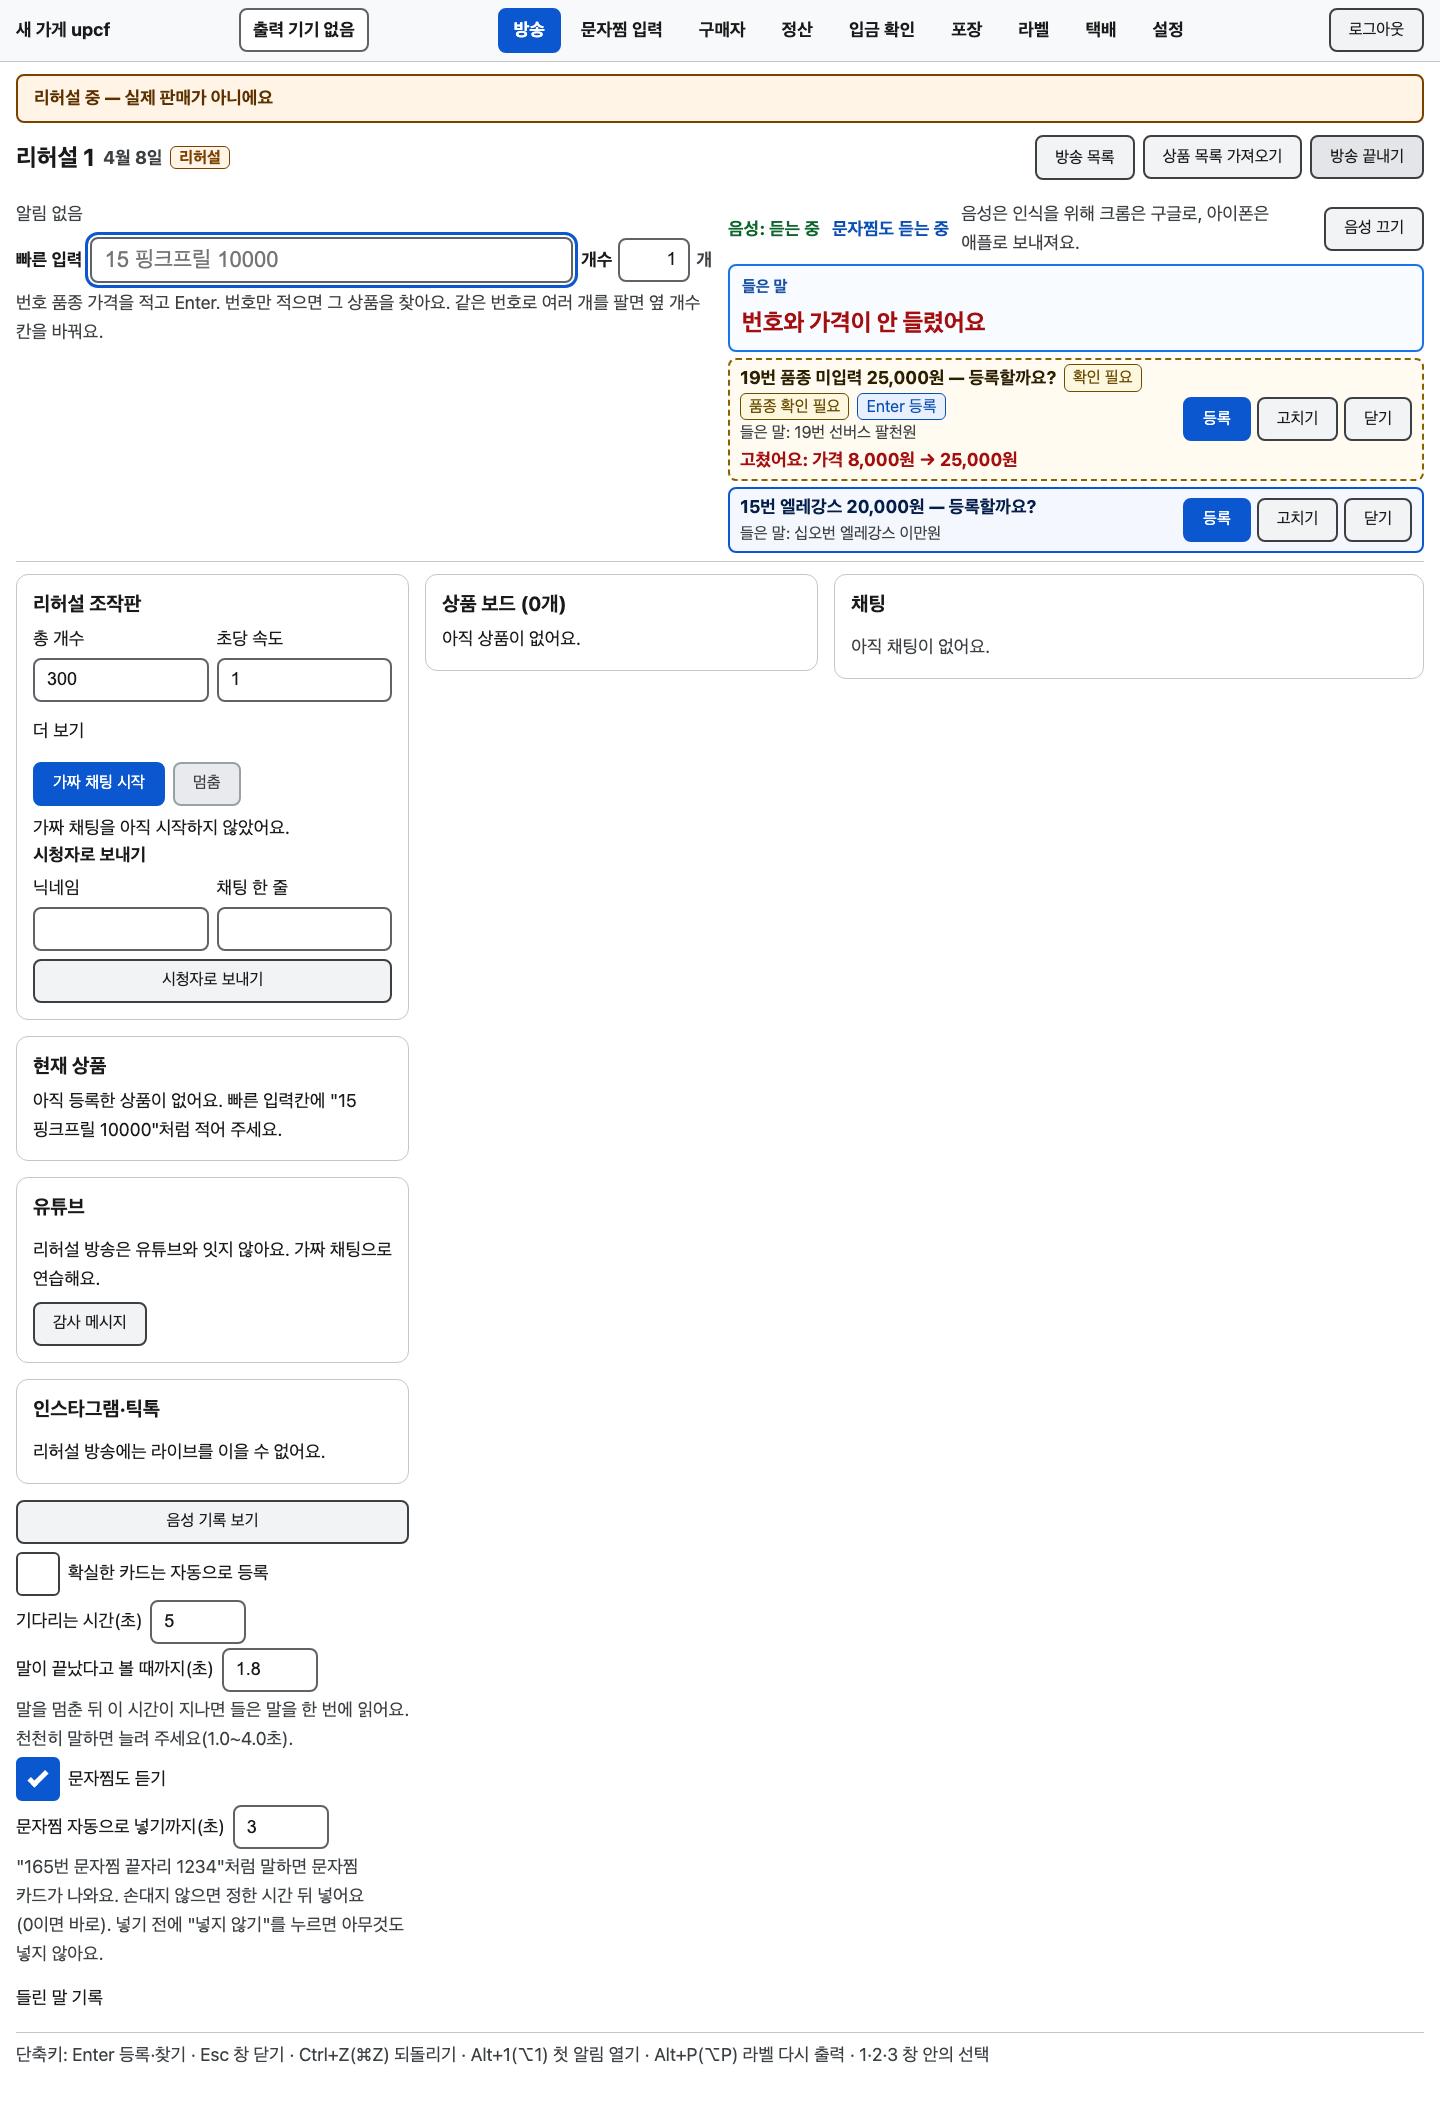 새 가게 upcf
출력 기기 없음
방송
문자찜 입력
구매자
정산
입금 확인
포장
라벨
택배
설정
로그아웃
리허설 중 — 실제 판매가 아니에요
리허설 1 4월 8일 리허설
방송 목록
상품 목록 가져오기
방송 끝내기
알림 없음
빠른 입력 15 핑크프릴 10000 개수 1 개
번호 품종 가격을 적고 Enter. 번호만 적으면 그 상품을 찾아요. 같은 번호로 여러 개를 팔면 옆 개수
칸을 바꿔요.
음성: 듣는 중 문자찜도 듣는 중
음성은 인식을 위해 크롬은 구글로, 아이폰은
애플로 보내져요.
음성 끄기
들은 말
번호와 가격이 안 들렸어요
19번 품종 미입력 25,000원 — 등록할까요? 확인 필요
품종 확인 필요 Enter 등록
들은 말: 19번 선버스 팔천원
고쳤어요: 가격 8,000원 → 25,000원
등록 고치기 닫기
15번 엘레강스 20,000원 — 등록할까요?
들은 말: 십오번 엘레강스 이만원
등록 고치기 닫기
리허설 조작판
총 개수 초당 속도
300 1
더 보기
가짜 채팅 시작 멈춤
가짜 채팅을 아직 시작하지 않았어요.
시청자로 보내기
닉네임 채팅 한 줄
시청자로 보내기
상품 보드 (0개)
아직 상품이 없어요.
채팅
아직 채팅이 없어요.
현재 상품
아직 등록한 상품이 없어요. 빠른 입력칸에 "15
핑크프릴 10000"처럼 적어 주세요.
유튜브
리허설 방송은 유튜브와 잇지 않아요. 가짜 채팅으로
연습해요.
감사 메시지
인스타그램·틱톡
리허설 방송에는 라이브를 이을 수 없어요.
음성 기록 보기
확실한 카드는 자동으로 등록
기다리는 시간(초) 5
말이 끝났다고 볼 때까지(초) 1.8
말을 멈춘 뒤 이 시간이 지나면 들은 말을 한 번에 읽어요.
천천히 말하면 늘려 주세요(1.0~4.0초).
문자찜도 듣기
문자찜 자동으로 넣기까지(초) 3
"165번 문자찜 끝자리 1234"처럼 말하면 문자찜
카드가 나와요. 손대지 않으면 정한 시간 뒤 넣어요
(0이면 바로). 넣기 전에 "넣지 않기"를 누르면 아무것도
넣지 않아요.
들린 말 기록
단축키: Enter 등록·찾기 · Esc 창 닫기 · Ctrl+Z(⌘Z) 되돌리기 · Alt+1(⌥1) 첫 알림 열기 · Alt+P(⌥P) 라벨 다시 출력 · 1·2·3 창 안의 선택